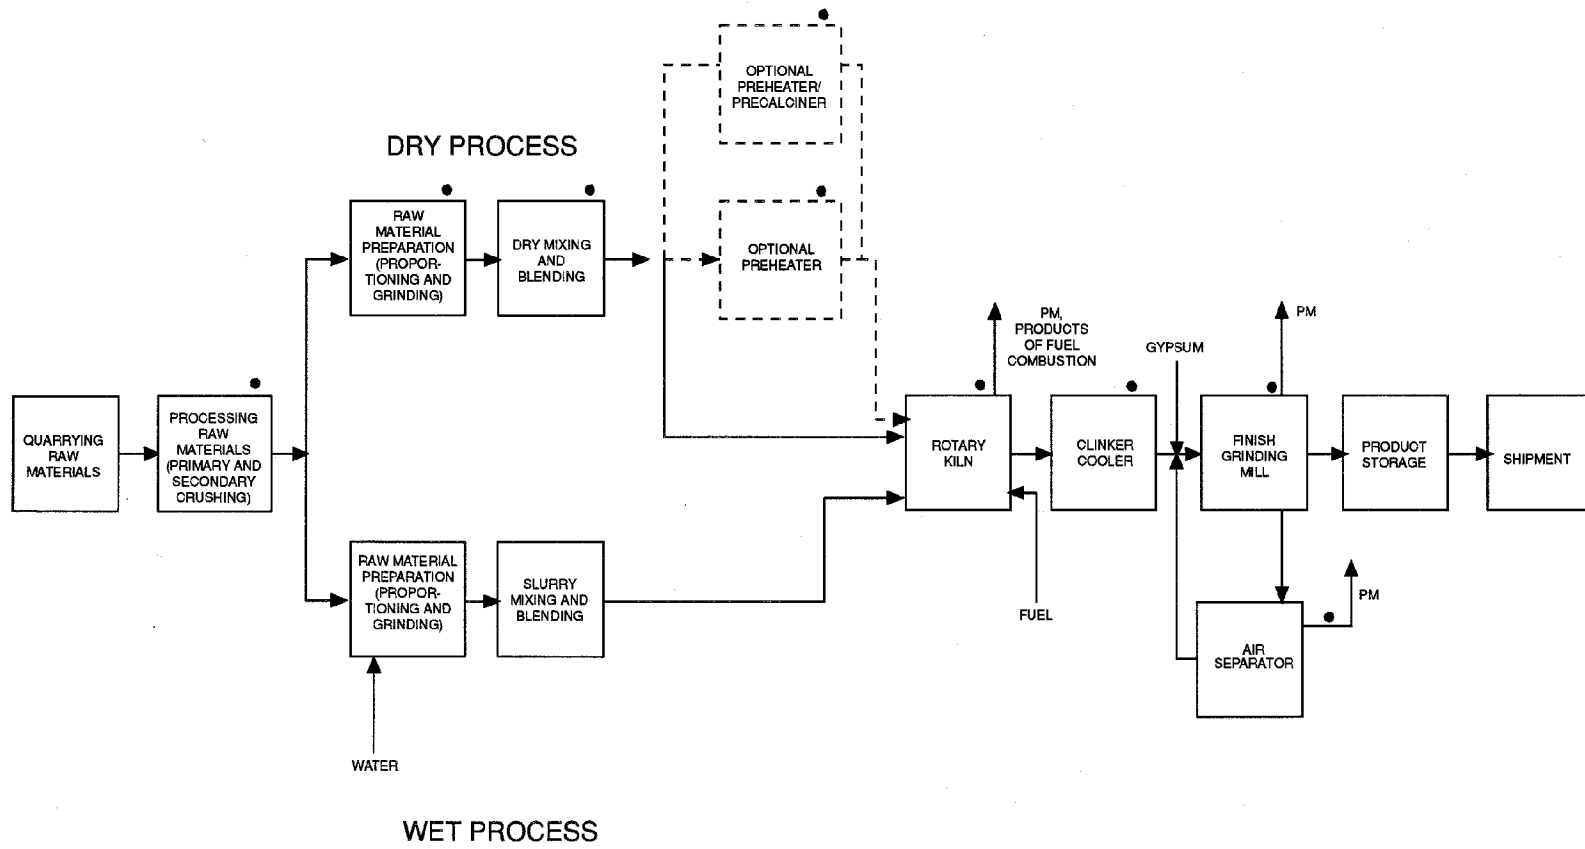 OPTIONAL
PREHEATER/
PRECALCINER
DRY PROCESS
RAW
MATERIAL
PREPARATION
(PROPOR-
TIONING AND
GRINDING)
DRY MIXING
AND
BLENDING
OPTIONAL
PREHEATER
PM,
PRODUCTS
OF FUEL
COMBUSTION
GYPSUM
PM
QUARRYING
RAW
MATERIALS
PROCESSING
RAW
MATERIALS
(PRIMARY AND
SECONDARY
CRUSHING)
ROTARY
KILN
CLINKER
COOLER
FINISH
GRINDING
MILL
PRODUCT
STORAGE
SHIPMENT
RAW MATERIAL
PREPARATION
(PROPOR-
TIONING AND
GRINDING)
SLURRY
MIXING AND
BLENDING
FUEL
PM
AIR
SEPARATOR
WATER
WET PROCESS